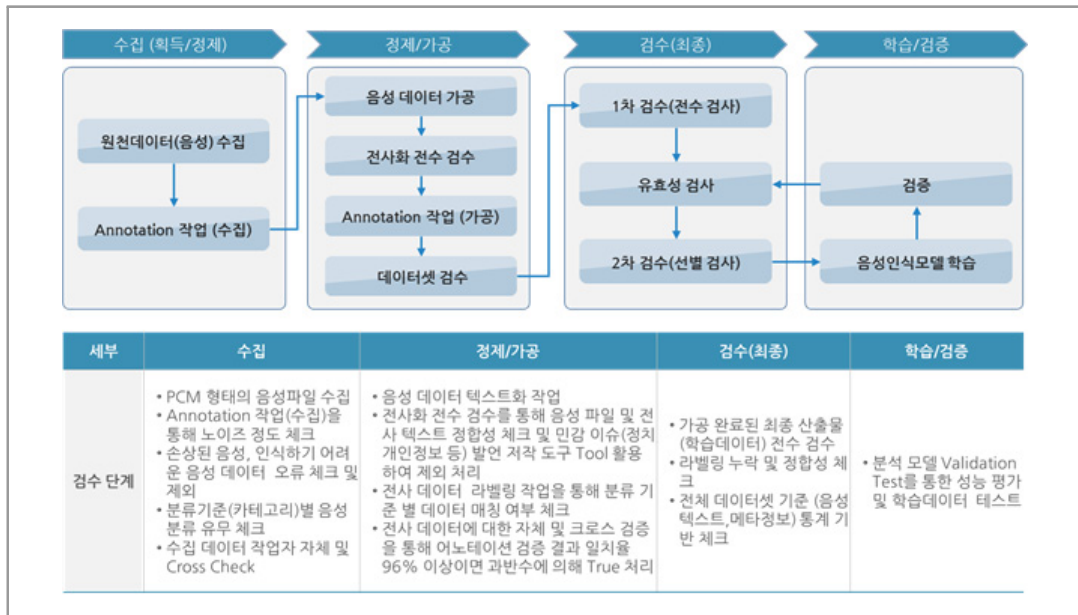 수집 (획득/정제)
정제/가공
검수(최종)
학습/검증
원천데이터(음성) 수집
Annotation 작업 (수집)
음성 데이터 가공
전사화 전수 검수
Annotation 작업 (가공)
데이터셋 검수
1차 검수(전수 검사)
유효성 검사
2차 검수(선별 검사)
검증
음성인식모델 학습
세부
수집
정제/가공
검수(최종)
학습/검증
검수 단계
• PCM 형태의 음성파일 수집
• Annotation 작업(수집)을
통해 노이즈 정도 체크
• 손상된 음성, 인식하기 어려
운 음성 데이터 오류 체크 및
제외
• 분류기준(카테고리)별 음성
분류 유무 체크
• 수집 데이터 작업자 자체 및
Cross Check
• 음성 데이터 텍스트화 작업
• 전사화 전수 검수를 통해 음성 파일 및 전
사 텍스트 정합성 체크 및 민감 이슈(정치
개인정보 등) 발언 저작 도구 Tool 활용
하여 제외 처리
• 전사 데이터 라벨링 작업을 통해 분류 기
준 별 데이터 매칭 여부 체크
• 전사 데이터에 대한 자체 및 크로스 검증
을 통해 어노테이션 검증 결과 일치율
96% 이상이면 과반수에 의해 True 처리
• 가공 완료된 최종 산출물
(학습데이터) 전수 검수
• 라벨링 누락 및 정합성 체
크
• 전체 데이터셋 기준 (음성
텍스트,메타정보) 통계 기
반 체크
• 분석 모델 Validation
Test를 통한 성능 평가
및 학습데이터 테스트